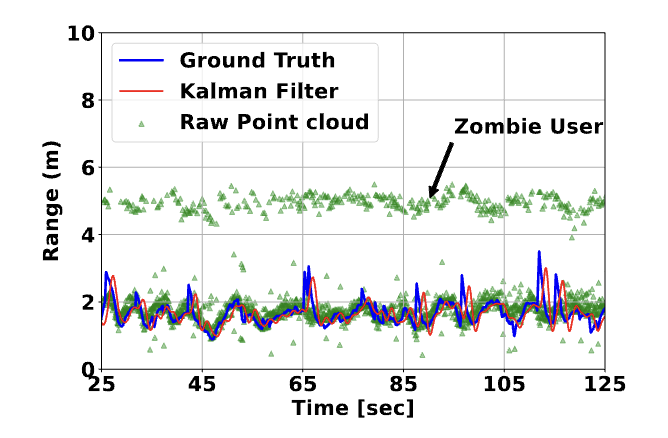 10
8
6
4
2
0
Range (m)
Ground Truth
Kalman Filter
Raw Point cloud
Zombie User
25 45 65 85 105 125
Time [sec]